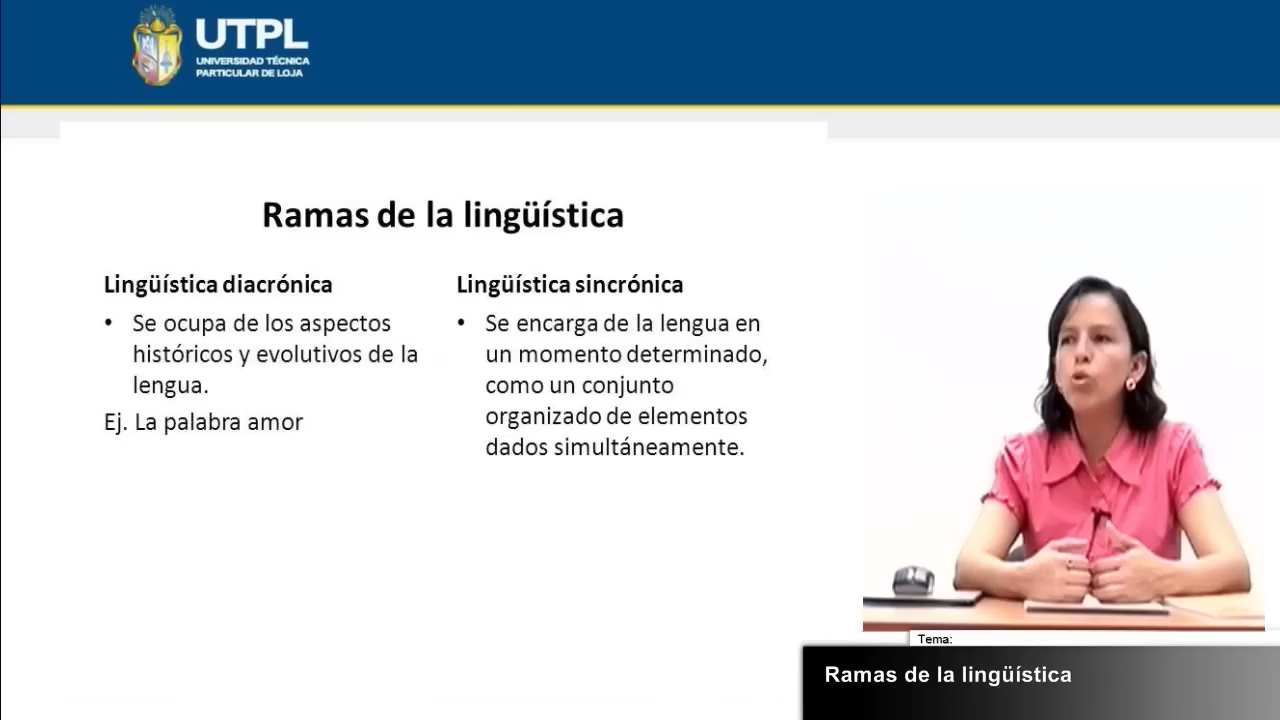 UTPL
UNIVERSIDAD TÉCNICA
PARTICULAR DE LOJA
Ramas de la lingüística
Lingüística diacrónica
• Se ocupa de los aspectos
históricos y evolutivos de la
lengua.
Ej. La palabra amor
Lingüística sincrónica
• Se encarga de la lengua en
un momento determinado,
como un conjunto
organizado de elementos
dados simultáneamente.
Tema:
Ramas de la lingüística